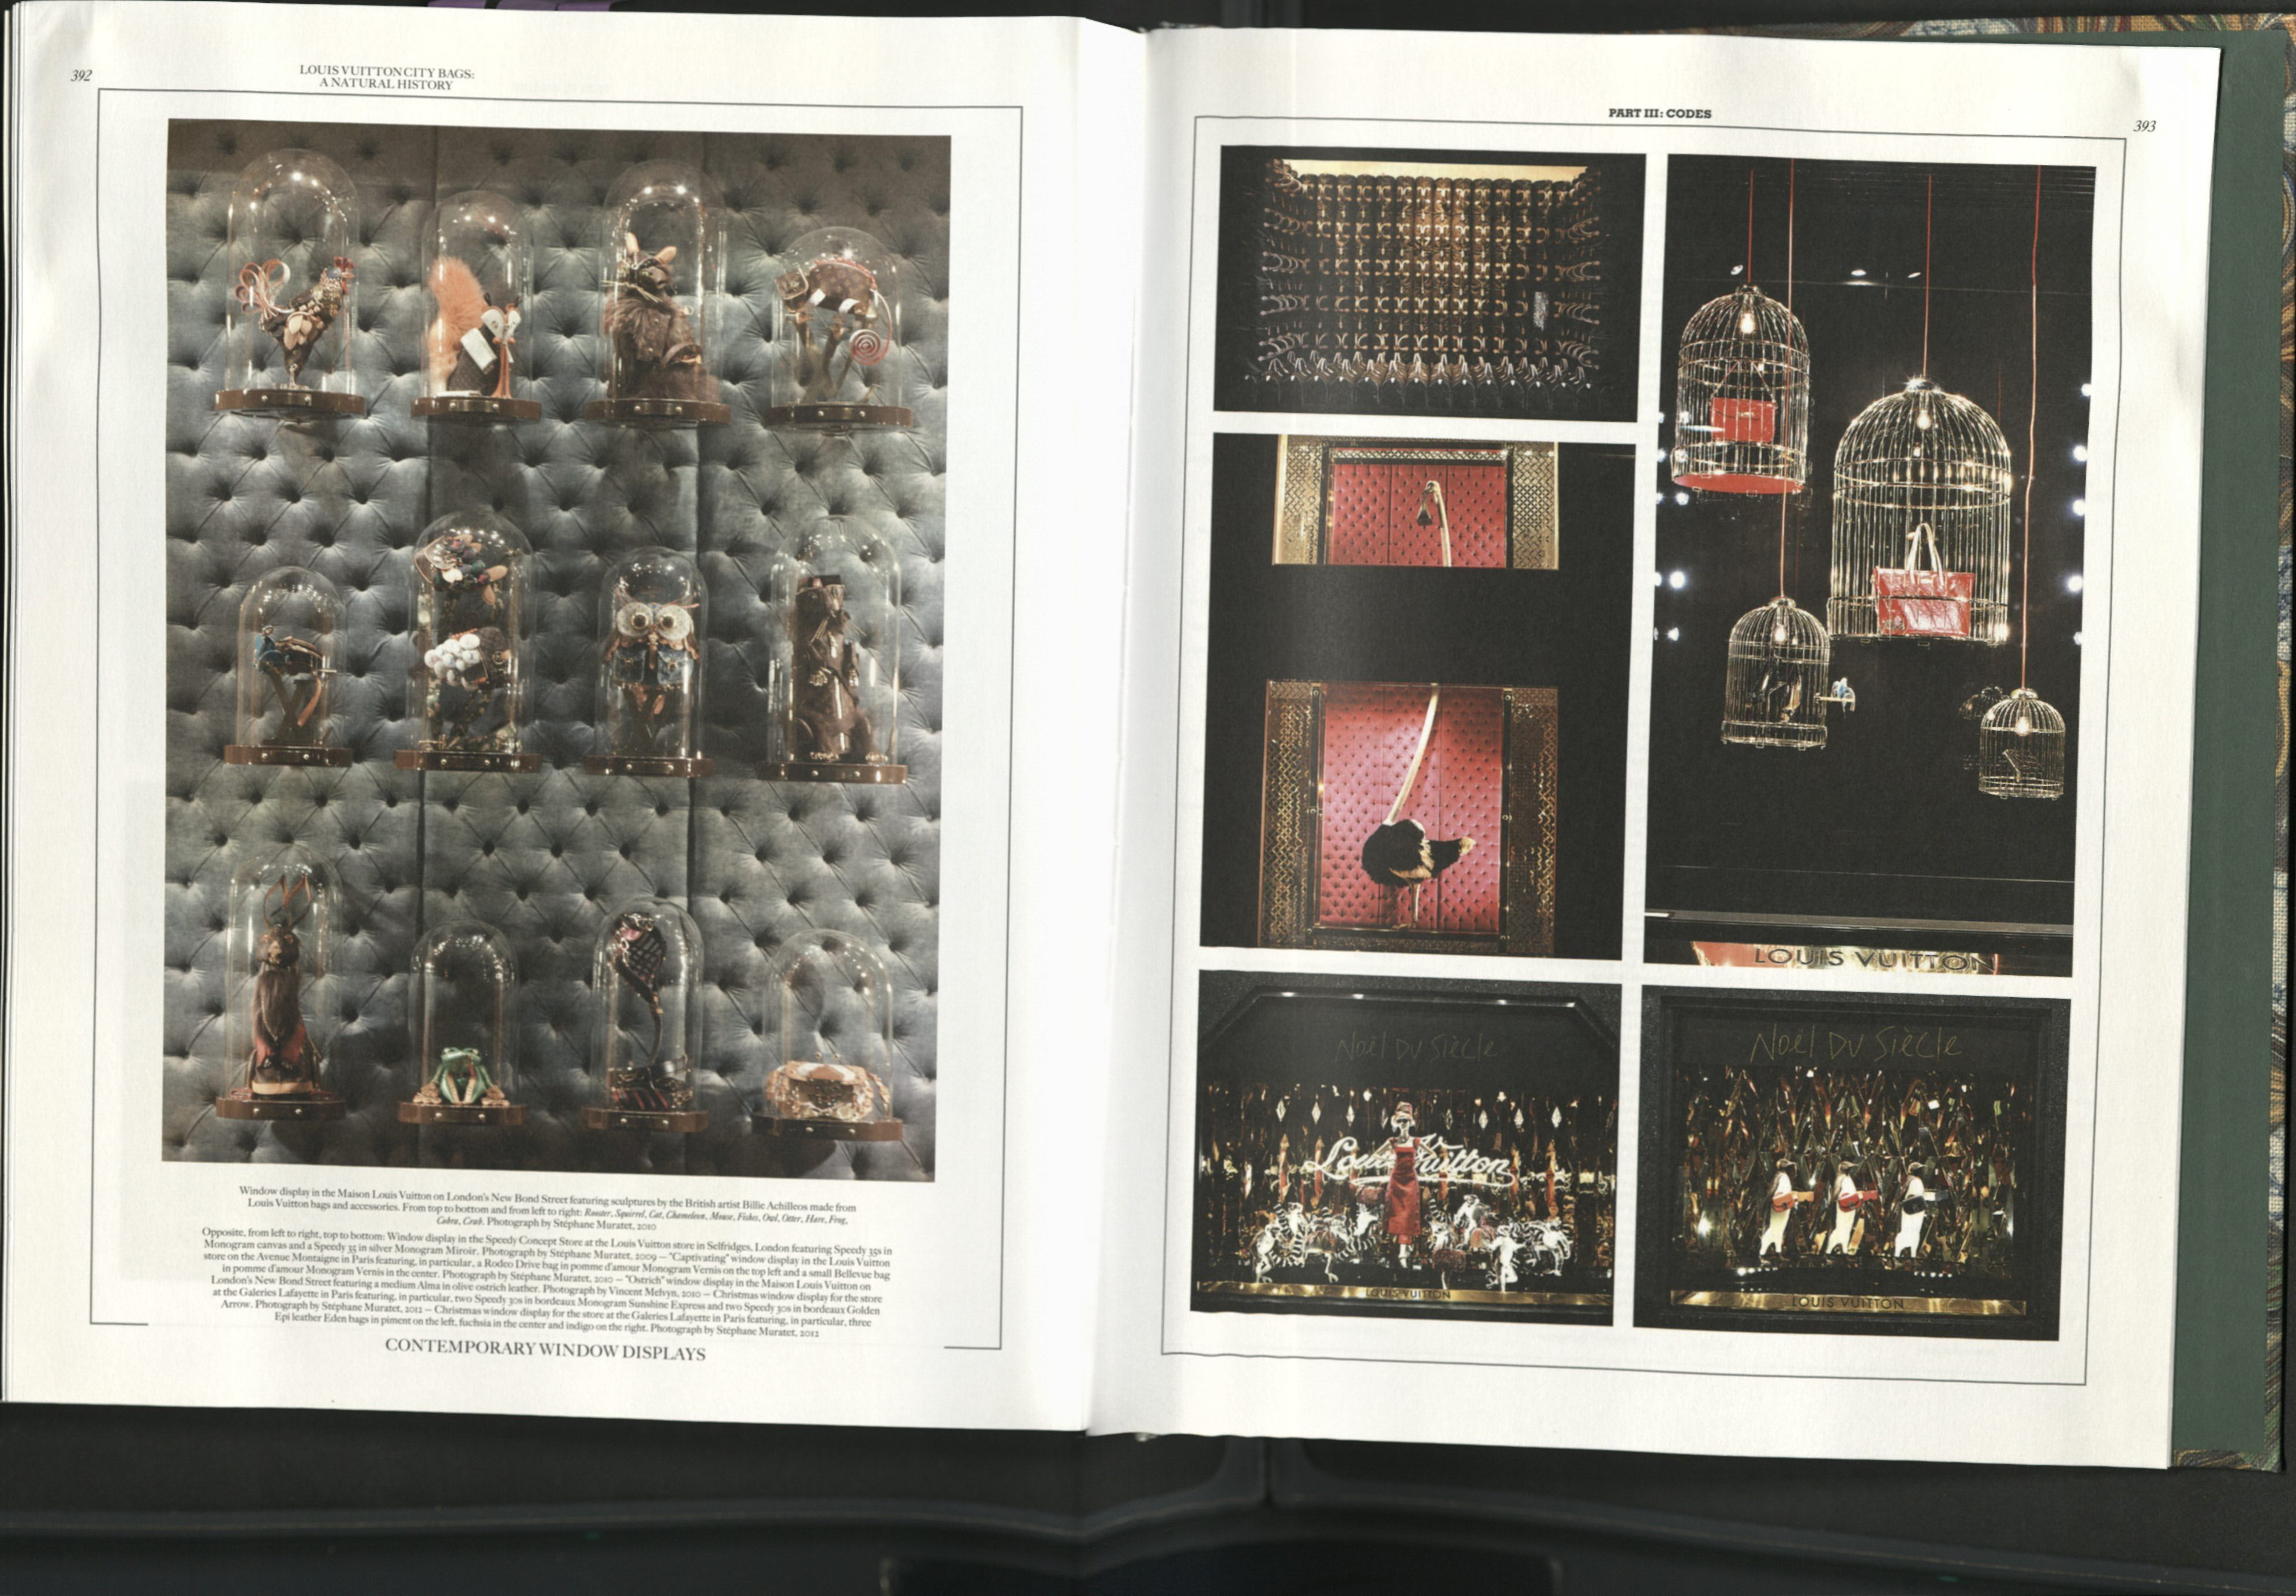 392
LOUIS VUITTON CITY BAGS:
A NATURAL HISTORY
Window display in the Maison Louis Vuitton on London's New Bond Street featuring sculptures by the British artist Billie Achilleos made from
Louis Vuitton bags and accessories. From top to bottom and from left to right: Rooster, Squirrel, Cat, Chameleon, Mouse, Fishes, Owl, Otter, Hare, Frog,
Cobra, Crab. Photograph by Stéphane Muratet, 2010
Opposite, from left to right, top to bottom: Window display in the Speedy Concept Store at the Louis Vuitton store in Selfridges, London featuring Speedy 35s in
Monogram canvas and a Speedy 35 in silver Monogram Miroir. Photograph by Stéphane Muratet, 2009 — "Captivating" window display in the Louis Vuitton
store on the Avenue Montaigne in Paris featuring, in particular, a Rodeo Drive bag in pomme d'amour Monogram Vernis on the top left and a small Bellevue bag
in pomme d'amour Monogram Vernis in the center. Photograph by Stéphane Muratet, 2010 — "Ostrich" window display in the Maison Louis Vuitton on
London's New Bond Street featuring a medium Alma in olive ostrich leather. Photograph by Vincent Melvyn, 2010 — Christmas window display for the store
at the Galeries Lafayette in Paris featuring, in particular, two Speedy 30s in bordeaux Monogram Sunshine Express and two Speedy 30s in bordeaux Golden
Arrow. Photograph by Stéphane Muratet, 2012 — Christmas window display for the store at the Galeries Lafayette in Paris featuring, in particular, three
Epi leather Eden bags in piment on the left, fuchsia in the center and indigo on the right. Photograph by Stéphane Muratet, 2012
CONTEMPORARY WINDOW DISPLAYS
PART III: CODES
393
LOUIS VUITTON
Noël Du Siècle
Louis Vuitton
LOUIS VUITTON
Noël Du Siècle
LOUIS VUITTON